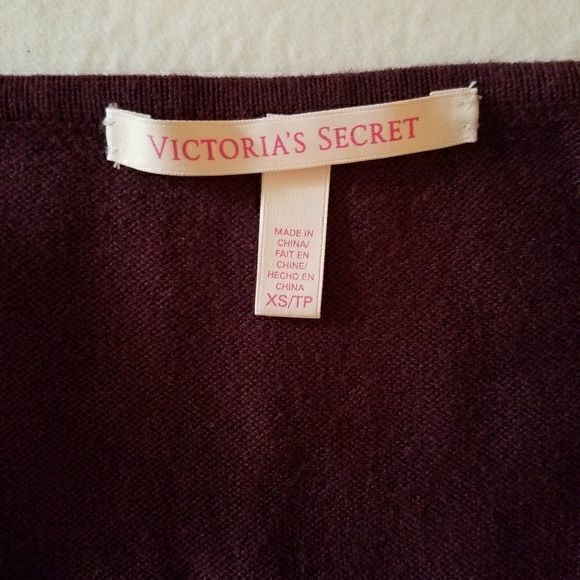 VICTORIA'S SECRET
MADE IN
CHINA/
FAIT EN
CHINE/
HECHO EN
CHINA
XS/TP